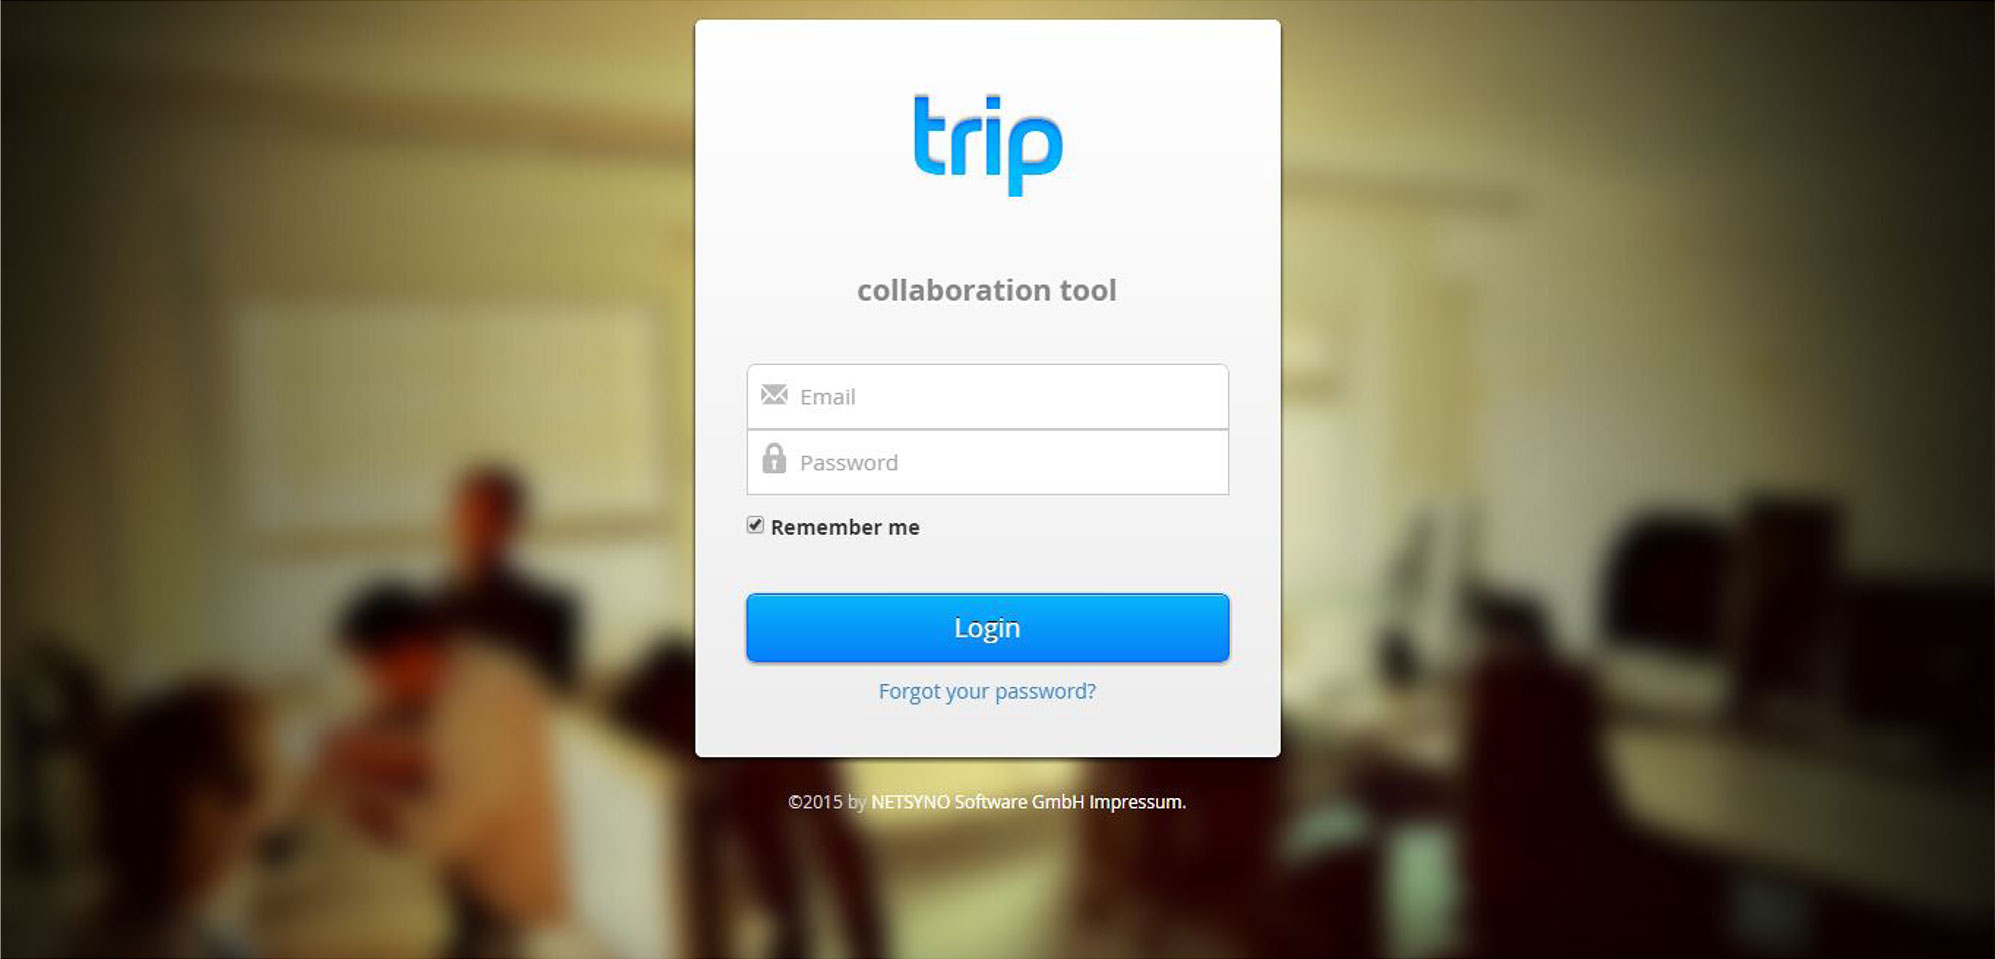 trip
collaboration tool
Email
Password
Remember me
Login
Forgot your password?
©2015 by NETSYNO Software GmbH Impressum.